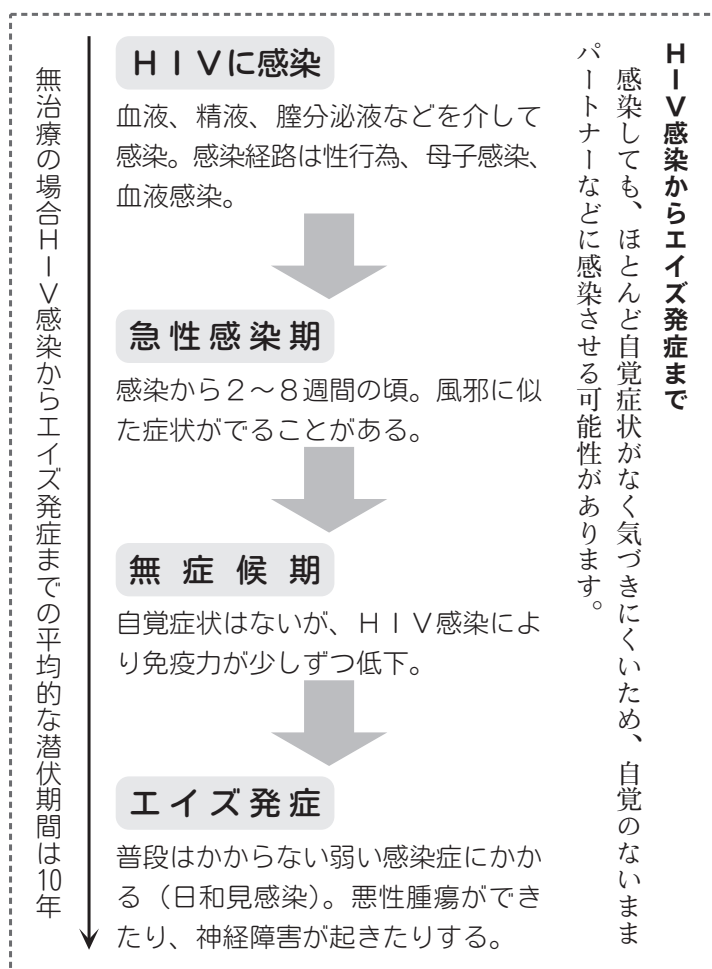 HIV感染からエイズ発症まで
感染しても、ほとんど自覚症状がなく気づきにくいため、自覚のないまま
パートナーなどに感染させる可能性があります。
HIVに感染
血液、精液、膣分泌液などを介して
感染。感染経路は性行為、母子感染、
血液感染。
急性感染期
感染から2～8週間の頃。風邪に似
た症状がでることがある。
無症候期
自覚症状はないが、HIV感染によ
り免疫力が少しずつ低下。
エイズ発症
普段はかからない弱い感染症にかか
る（日和見感染）。悪性腫瘍ができ
たり、神経障害が起きたりする。
無治療の場合HIV感染からエイズ発症までの平均的な潜伏期間は10年